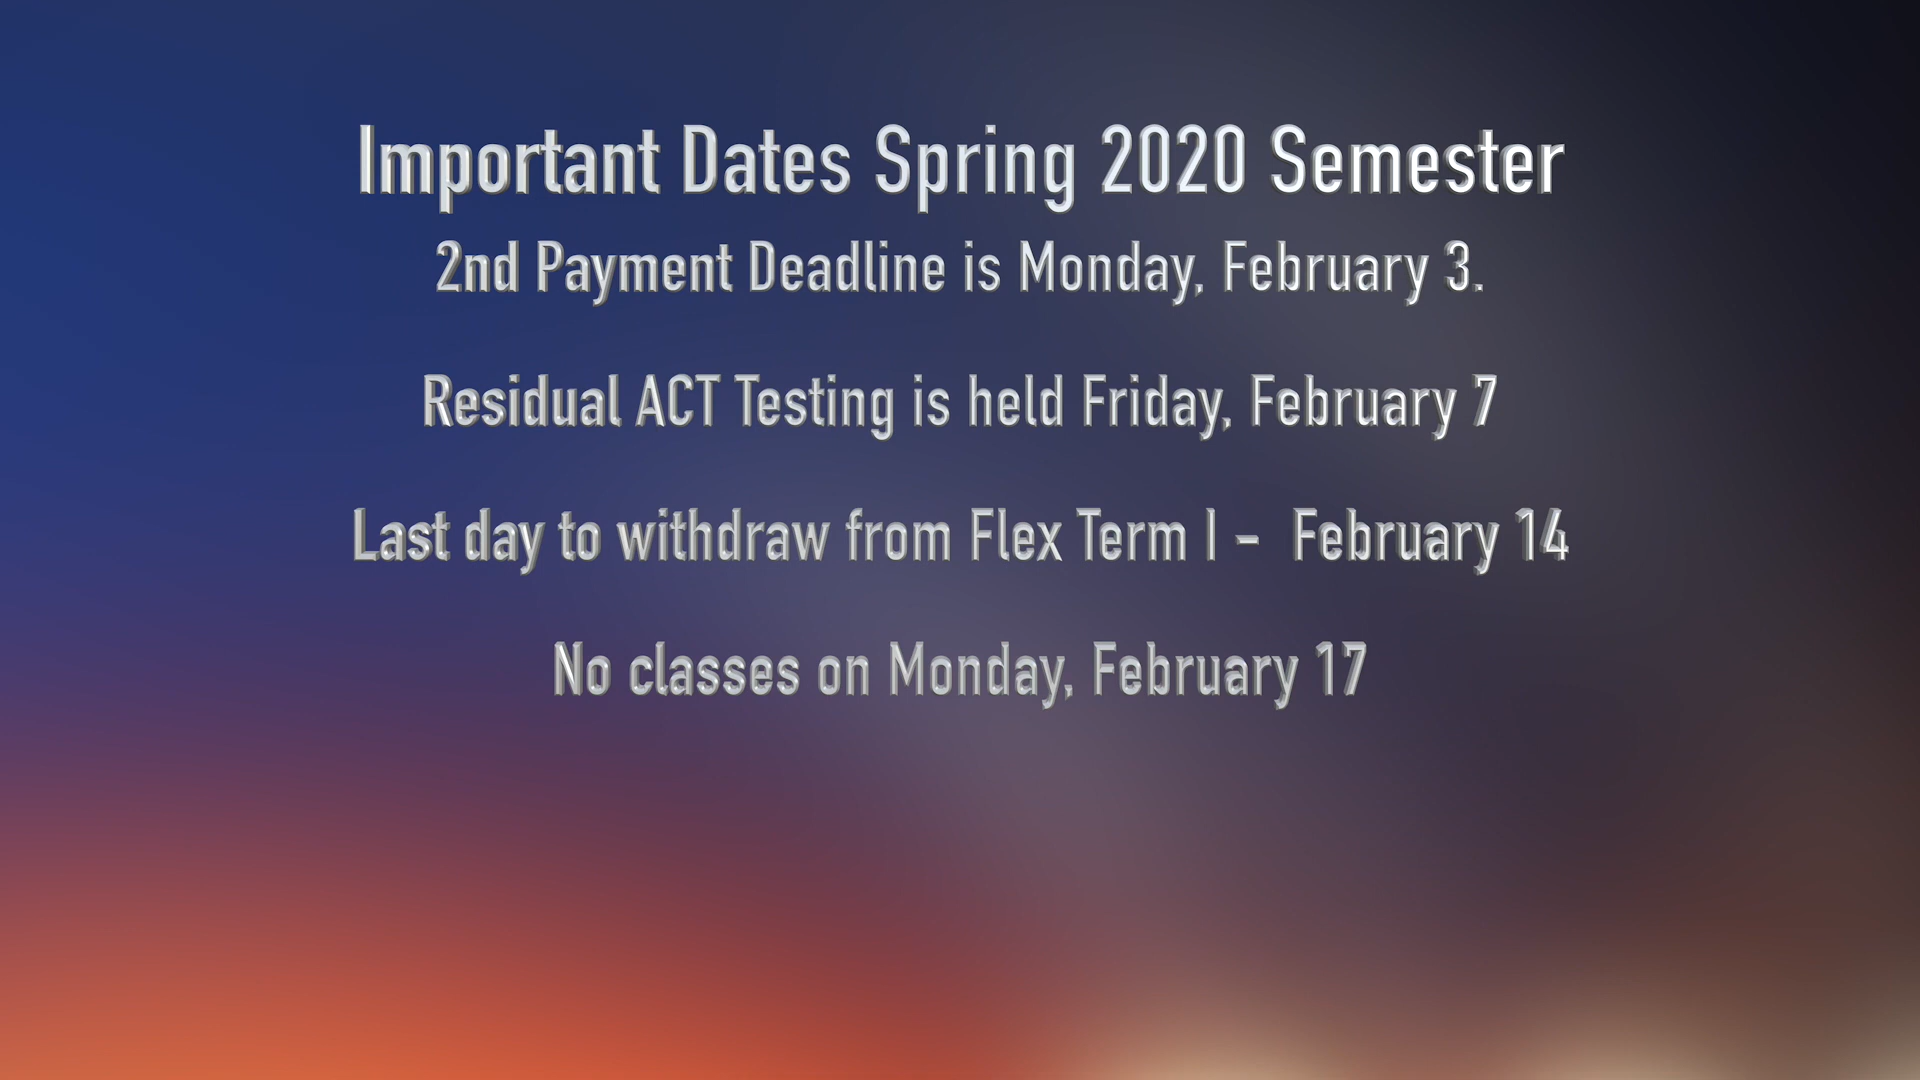 Important Dates Spring 2020 Semester
2nd Payment Deadline is Monday, February 3.
Residual ACT Testing is held Friday, February 7
Last day to withdraw from Flex Term I -  February 14
No classes on Monday, February 17